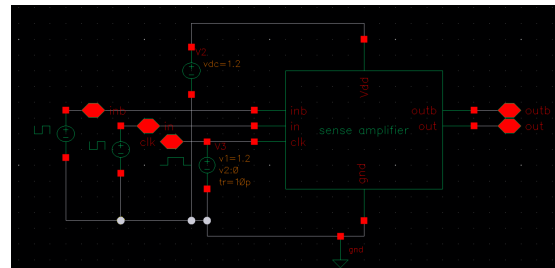 v2
vdc=1.2
Vdd
inb
inb
outb
outb
in
in
sense amplifier
out
out
clk
v3
clk
v1=1.2
v2:0
tr=10p
gnd
gnd